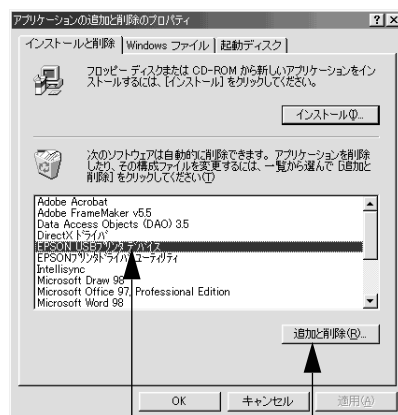 アプリケーションの追加と削除のプロパティ
インストールと削除
Windows ファイル
起動ディスク
フロッピー ディスクまたは CD-ROM から新しいアプリケーションをイン
ストールするには、[インストール] をクリックしてください。
インストール(I)...
次のソフトウェアは自動的に削除できます。アプリケーションを削除
したり、その構成ファイルを変更するには、一覧から選んで [追加と
削除] をクリックしてください(T)
Adobe Acrobat
Adobe FrameMaker v5.5
Data Access Objects (DAO) 3.5
DirectX ドライバ
EPSON USBプリンタデバイス
EPSONプリンタドライバ・ユーティリティ
Intellisync
Microsoft Draw 98
Microsoft Office 97, Professional Edition
Microsoft Word 98
追加と削除(R)...
OK
キャンセル
適用(A)